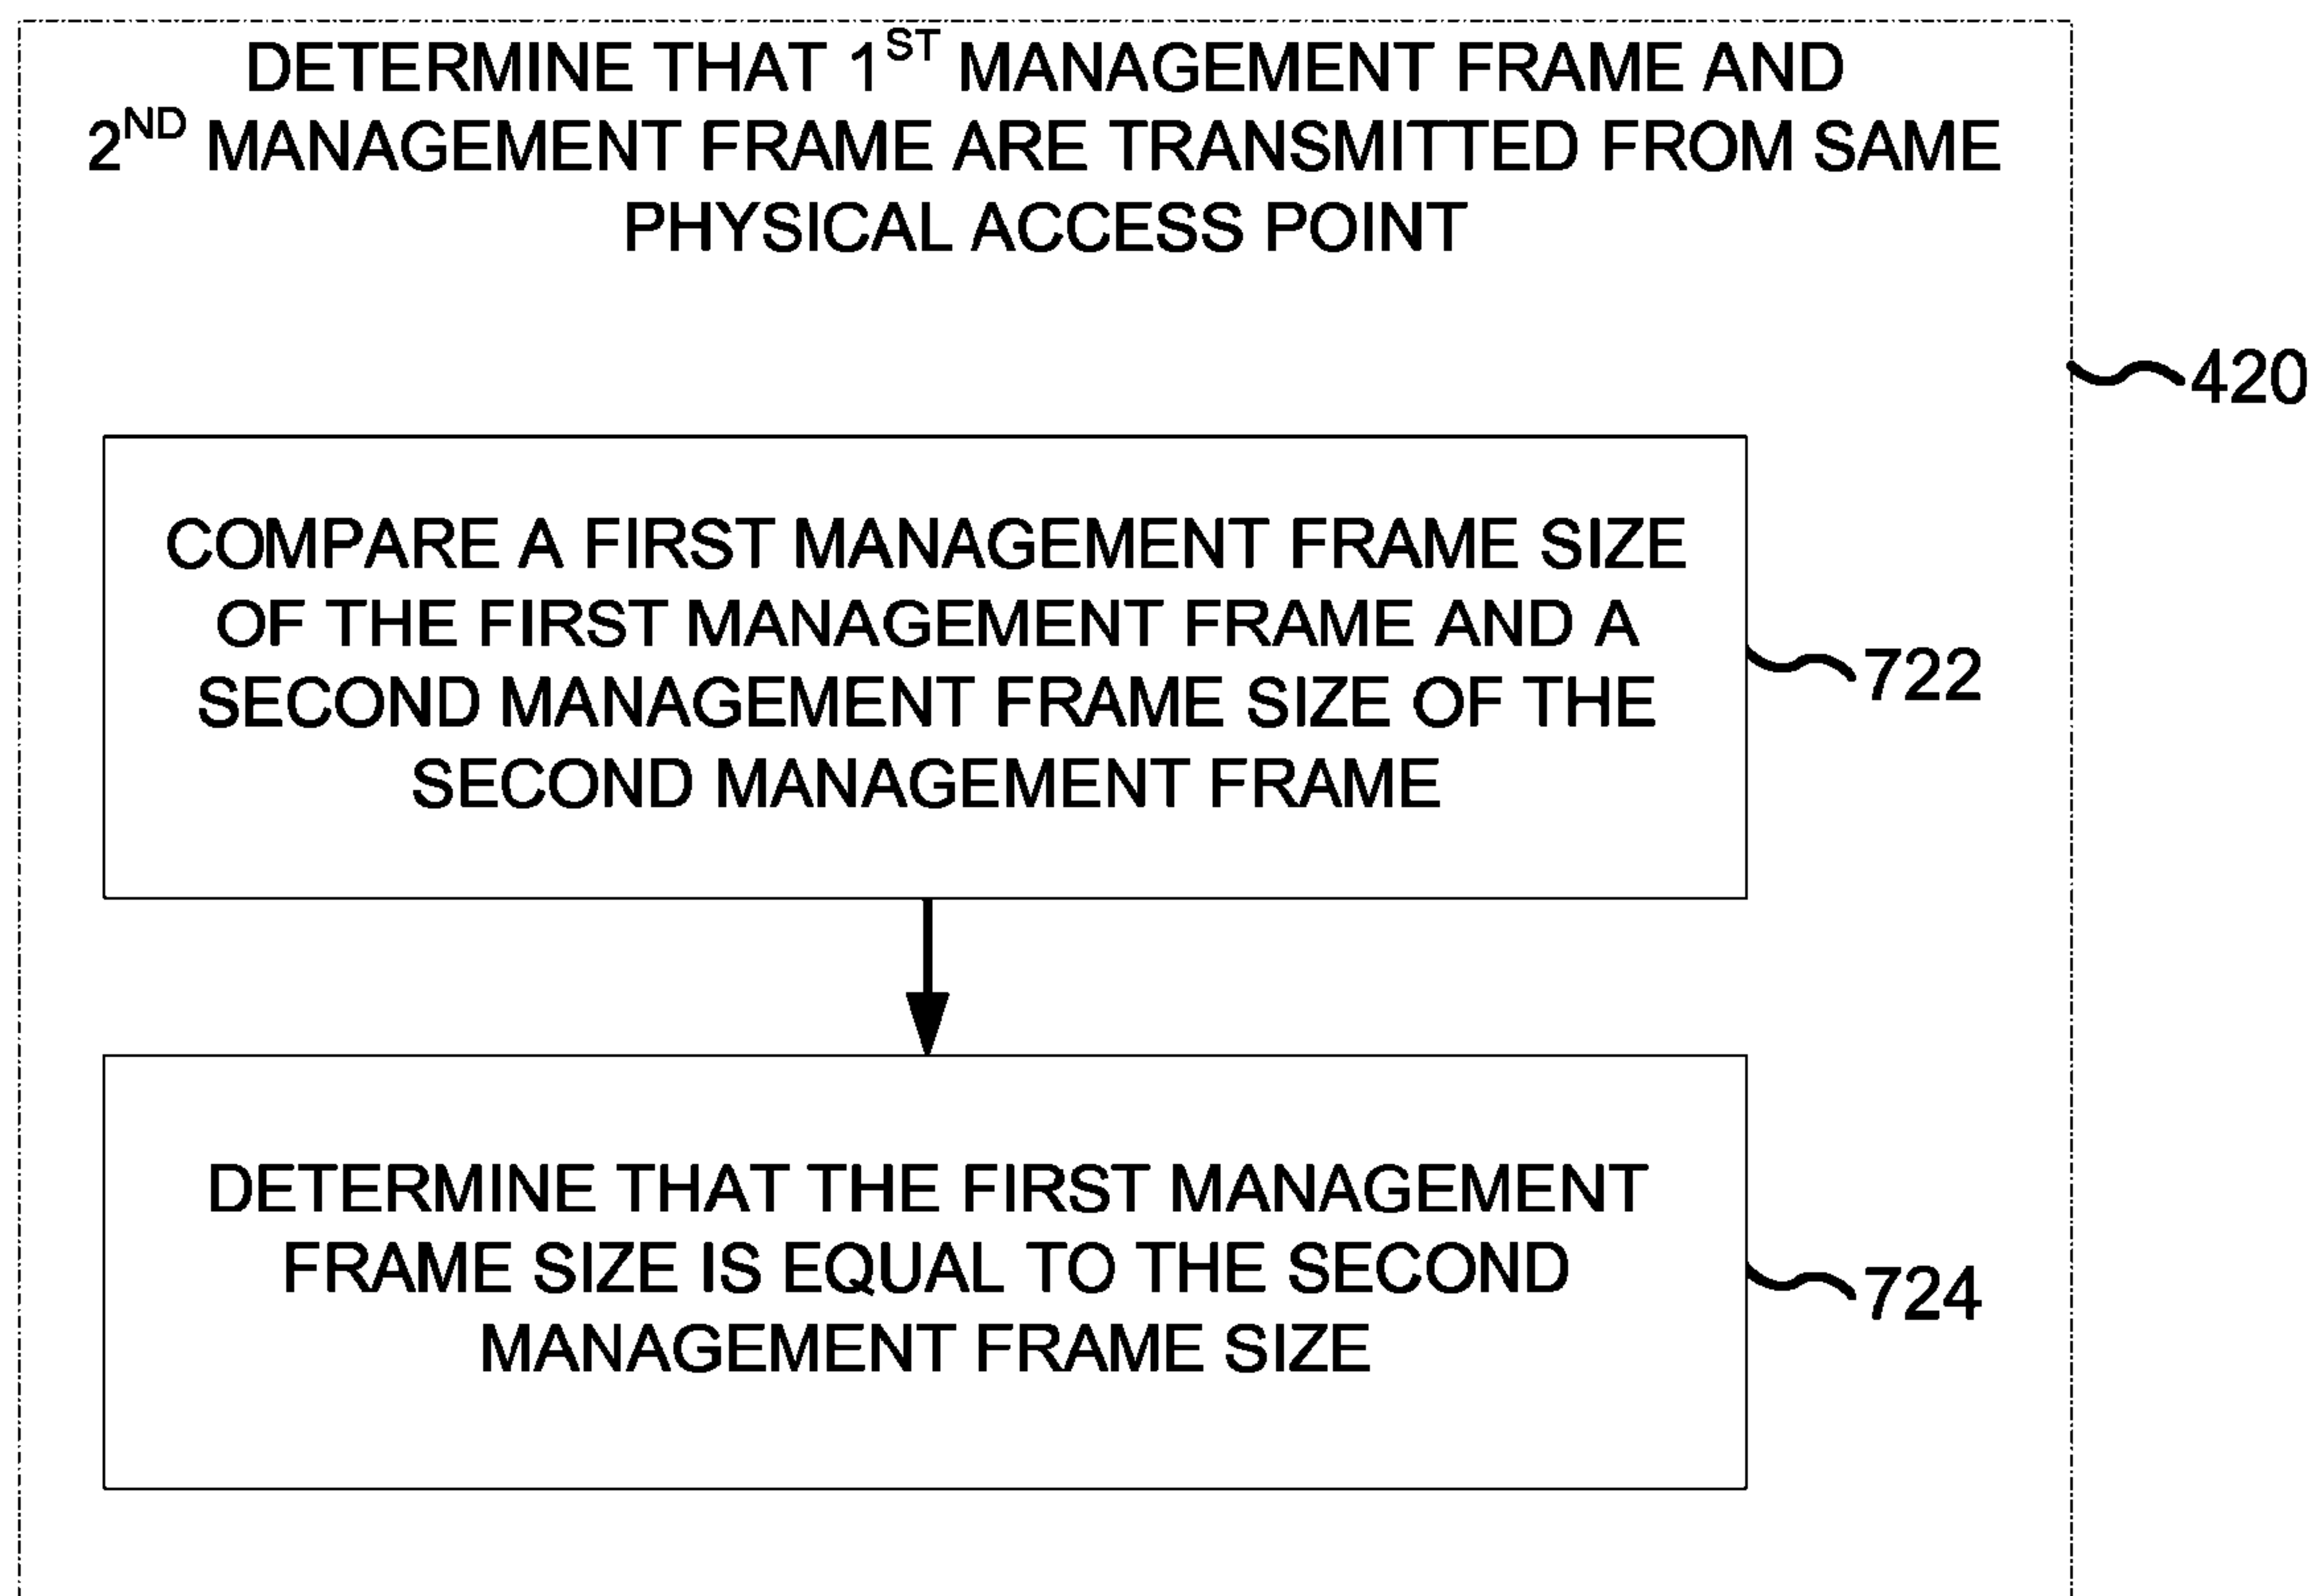 DETERMINE THAT 1ST MANAGEMENT FRAME AND
2ND MANAGEMENT FRAME ARE TRANSMITTED FROM SAME
PHYSICAL ACCESS POINT
420
COMPARE A FIRST MANAGEMENT FRAME SIZE
OF THE FIRST MANAGEMENT FRAME AND A
SECOND MANAGEMENT FRAME SIZE OF THE
SECOND MANAGEMENT FRAME
722
DETERMINE THAT THE FIRST MANAGEMENT
FRAME SIZE IS EQUAL TO THE SECOND
MANAGEMENT FRAME SIZE
724